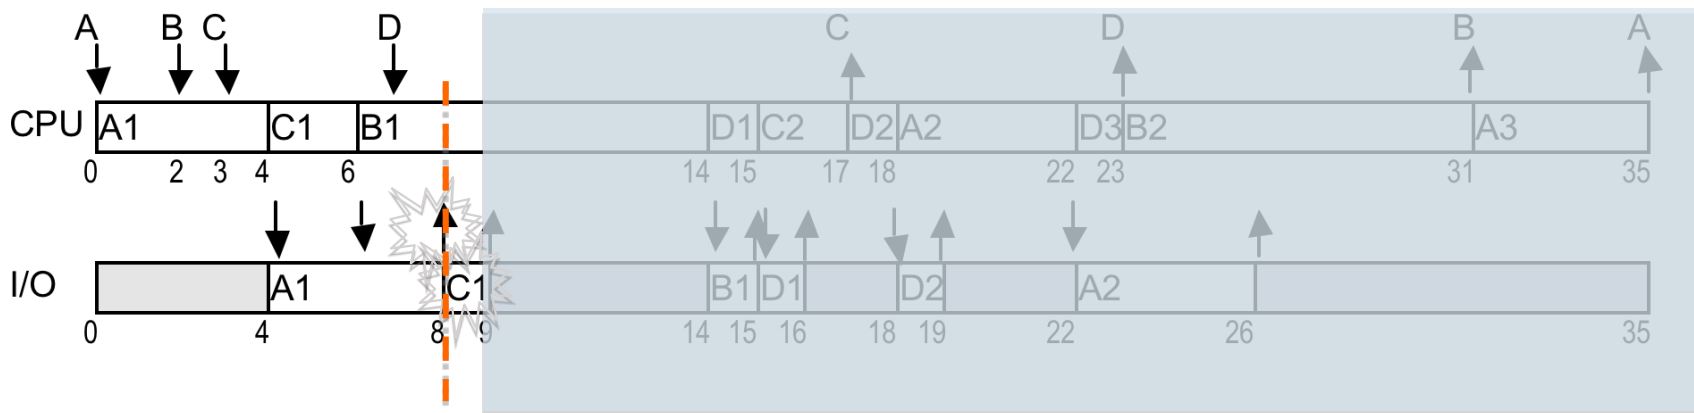 A B C D C D B A
CPU A1 C1 B1 D1 C2 D2 A2 D3 B2 A3
0 2 3 4 6 14 15 17 18 22 23 31 35
I/O A1 C1 B1 D1 D2 A2
0 4 8 9 14 15 16 18 19 22 26 35